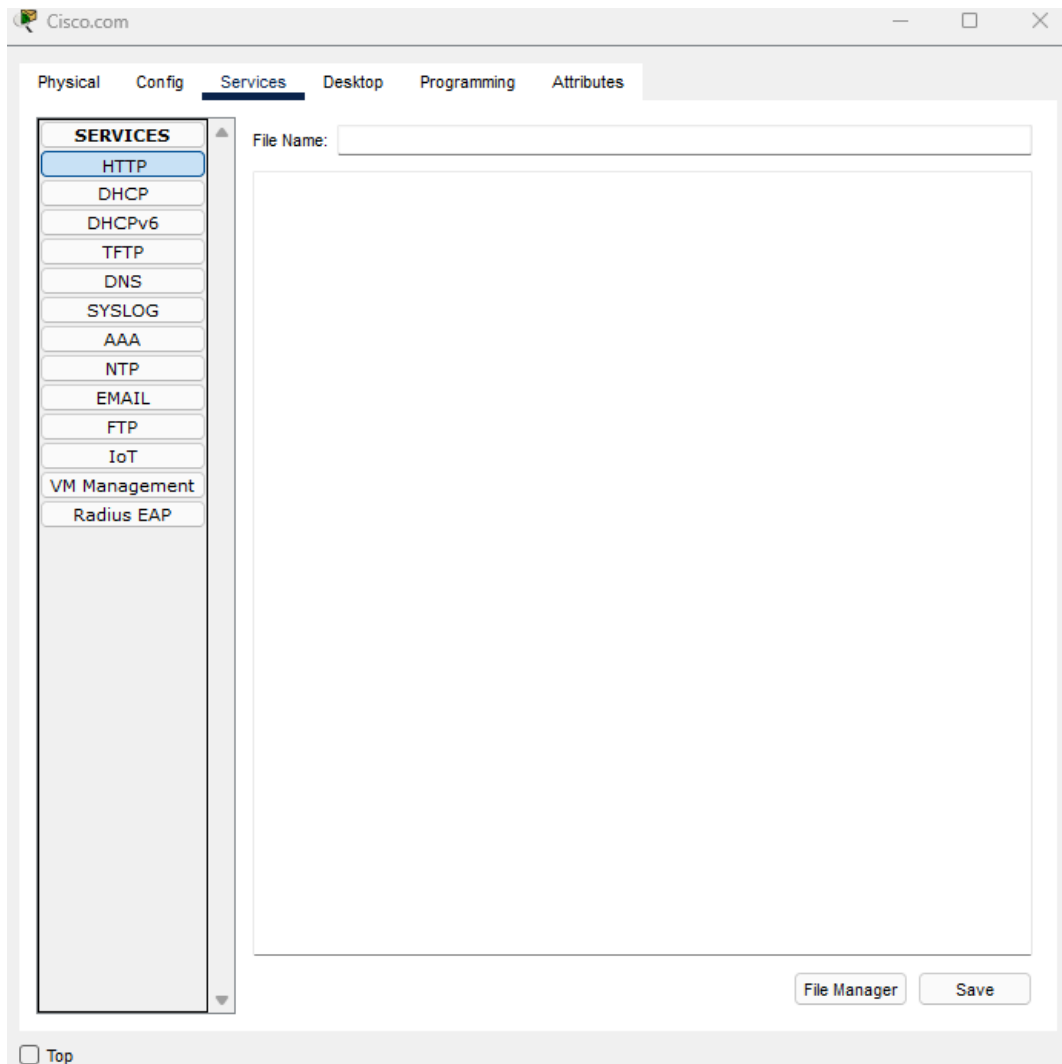 Cisco.com
Physical Config Services Desktop Programming Attributes
SERVICES
HTTP
DHCP
DHCPv6
TFTP
DNS
SYSLOG
AAA
NTP
EMAIL
FTP
IoT
VM Management
Radius EAP
File Name:
File Manager Save
Top